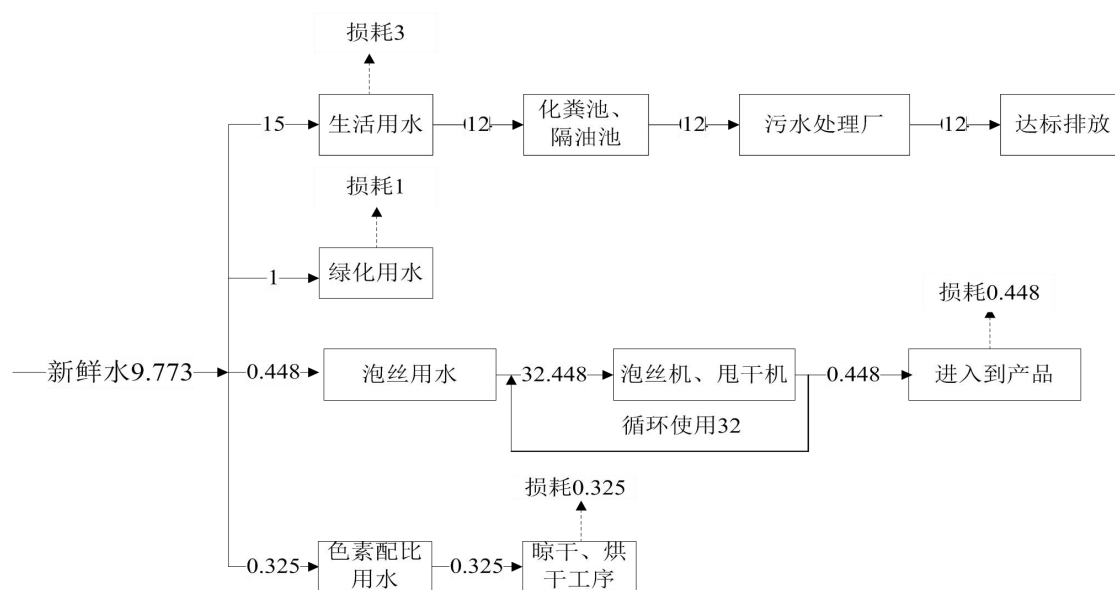 损耗3
15
生活用水
12
化粪池、
隔油池
12
污水处理厂
12
达标排放
损耗1
1
绿化用水
损耗0.448
新鲜水9.773
0.448
泡丝用水
32.448
泡丝机、甩干机
0.448
进入到产品
循环使用32
损耗0.325
0.325
色素配比
用水
0.325
晾干、烘
干工序